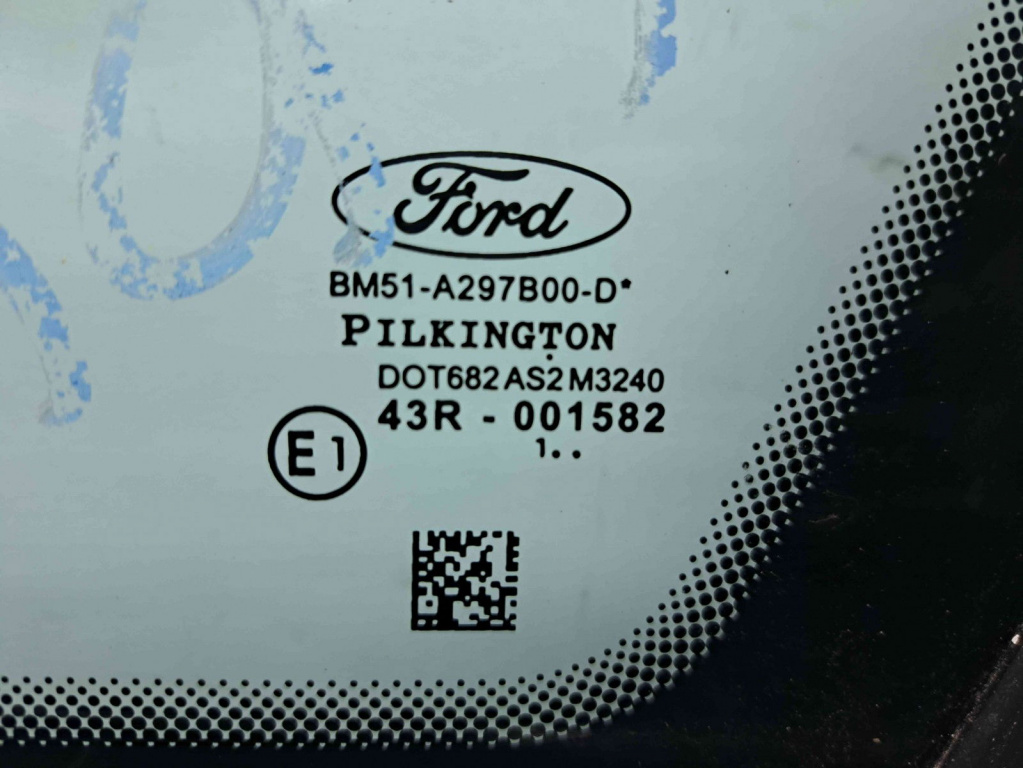 Ford
BM51-A297B00-D*
PILKINGTON
DOT682 AS2 M3240
43R - 001582
E1
1..